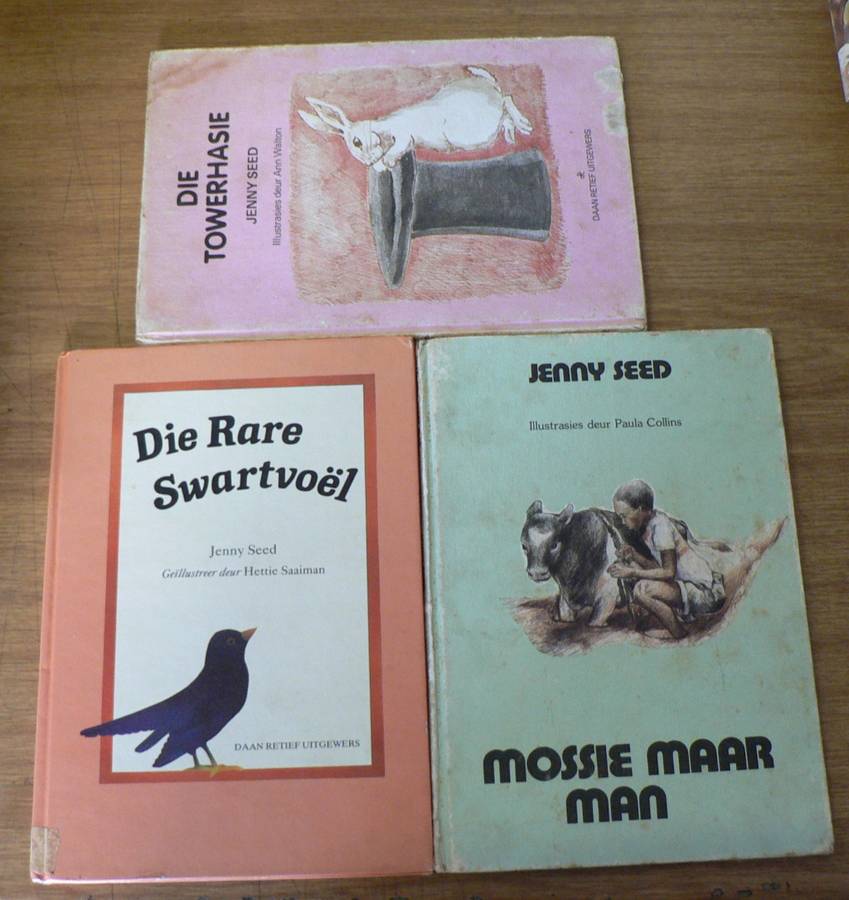 DIE
TOWERHASIE
JENNY SEED
Illustrasies deur Ann Walton
DAAN RETIEF UITGEWERS
Die Rare
Swartvoël
Jenny Seed
Geïllustreer deur Hettie Saaiman
DAAN RETIEF UITGEWERS
JENNY SEED
Illustrasies deur Paula Collins
MOSSIE MAAR
MAN